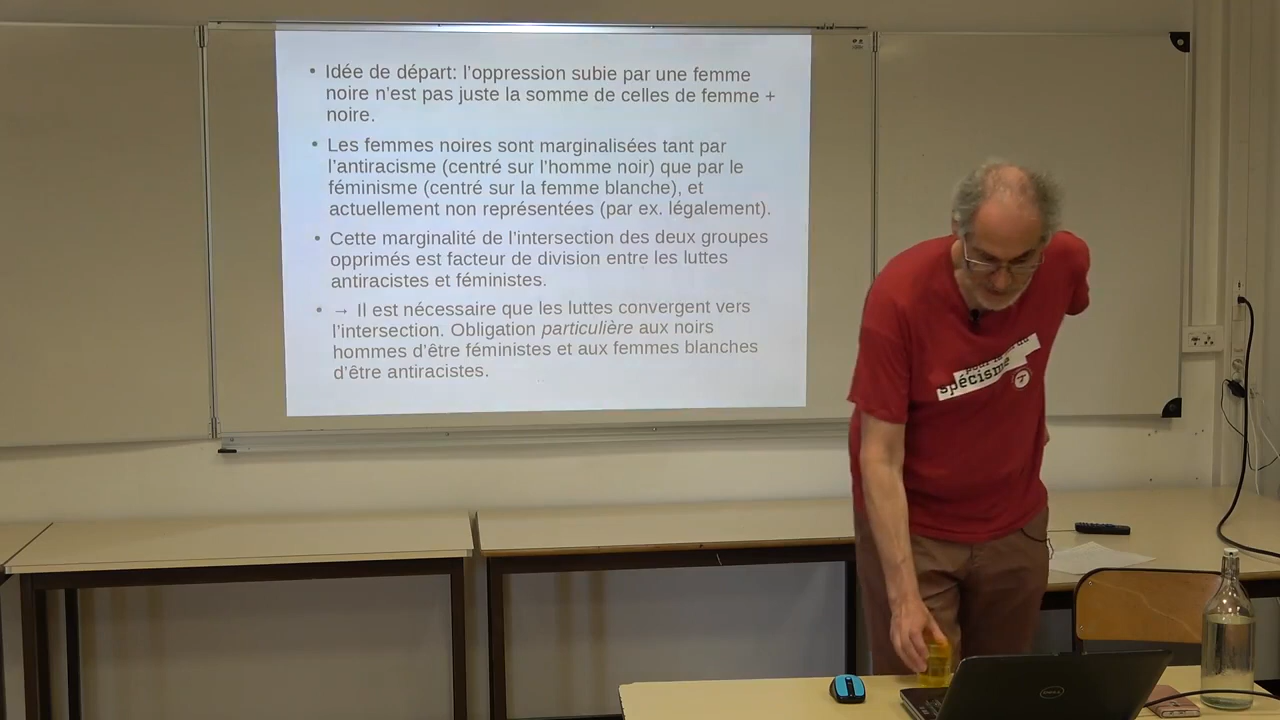 • Idée de départ: l'oppression subie par une femme
noire n'est pas juste la somme de celles de femme +
noire.
• Les femmes noires sont marginalisées tant par
l'antiracisme (centré sur l'homme noir) que par le
féminisme (centré sur la femme blanche), et
actuellement non représentées (par ex. légalement).
• Cette marginalité de l'intersection des deux groupes
opprimés est facteur de division entre les luttes
antiracistes et féministes.
• → Il est nécessaire que les luttes convergent vers
l'intersection. Obligation particulière aux noirs
hommes d'être féministes et aux femmes blanches
d'être antiracistes.
spécisme
DELL